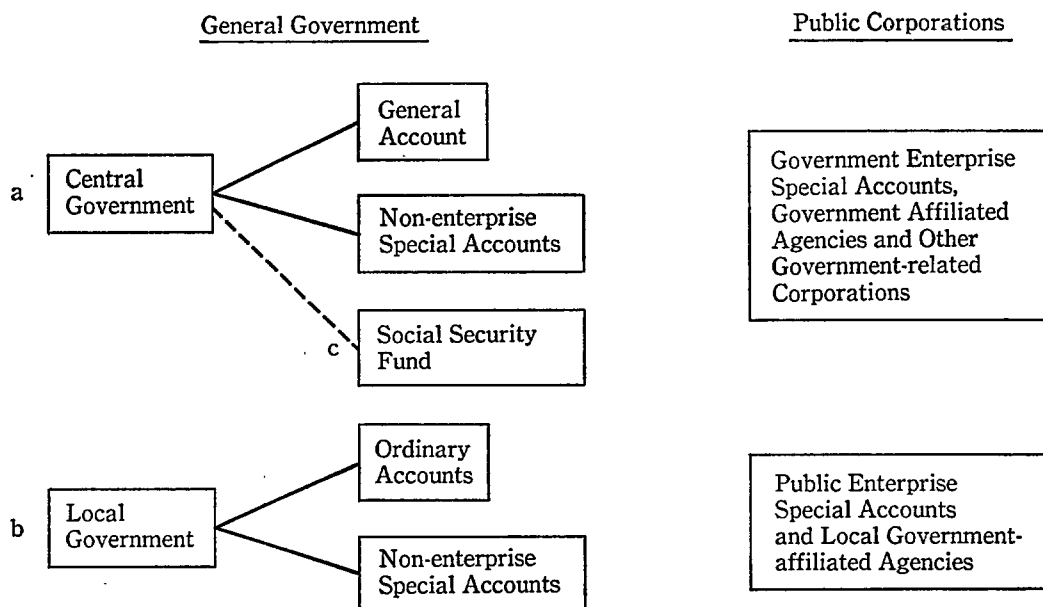 General Government
Public Corporations
General
Account
a
Central
Government
Non-enterprise
Special Accounts
c
Social Security
Fund
Government Enterprise
Special Accounts,
Government Affiliated
Agencies and Other
Government-related
Corporations
b
Local
Government
Ordinary
Accounts
Non-enterprise
Special Accounts
Public Enterprise
Special Accounts
and Local Government-
affiliated Agencies